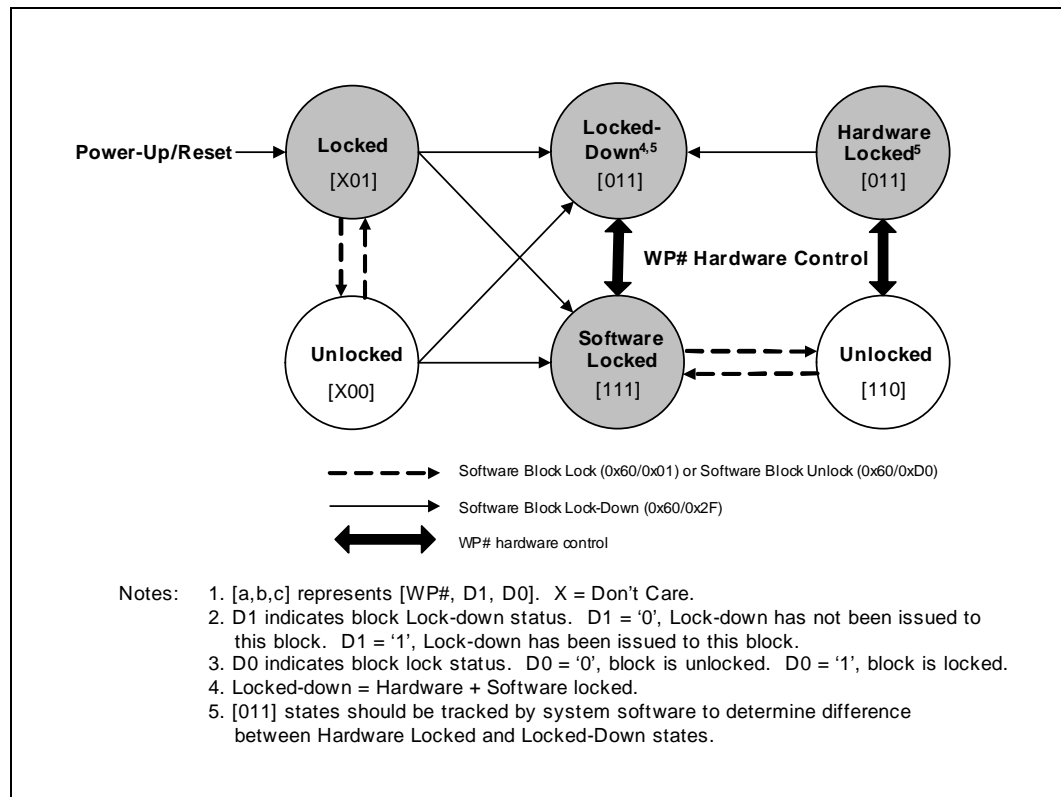 Power-Up/Reset
Locked
[X01]
Locked-
Down4,5
[011]
Hardware
Locked5
[011]
WP# Hardware Control
Unlocked
[X00]
Software
Locked
[111]
Unlocked
[110]
Software Block Lock (0x60/0x01) or Software Block Unlock (0x60/0xD0)
Software Block Lock-Down (0x60/0x2F)
WP# hardware control
Notes: 1. [a,b,c] represents [WP#, D1, D0]. X = Don't Care.
2. D1 indicates block Lock-down status. D1 = ‘0’, Lock-down has not been issued to
this block. D1 = ‘1’, Lock-down has been issued to this block.
3. D0 indicates block lock status. D0 = ‘0’, block is unlocked. D0 = ‘1’, block is locked.
4. Locked-down = Hardware + Software locked.
5. [011] states should be tracked by system software to determine difference
between Hardware Locked and Locked-Down states.